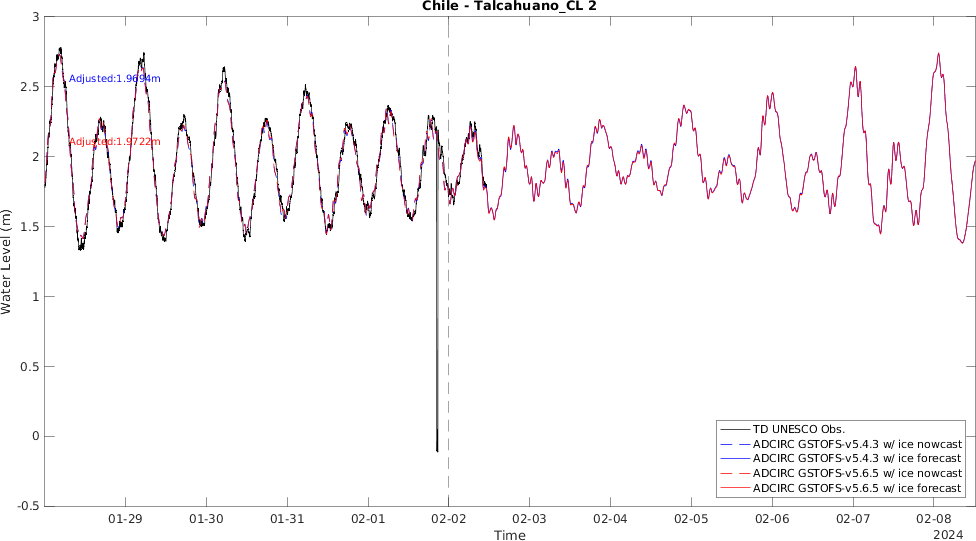 Chile - Talcahuano_CL 2
3
2.5
2
1.5
1
0.5
0
-0.5
Water Level (m)
Adjusted:1.9694m
Adjusted:1.9722m
TD UNESCO Obs.
ADCIRC GSTOFS-v5.4.3 w/ ice nowcast
ADCIRC GSTOFS-v5.4.3 w/ ice forecast
ADCIRC GSTOFS-v5.6.5 w/ ice nowcast
ADCIRC GSTOFS-v5.6.5 w/ ice forecast
01-29 01-30 01-31 02-01 02-02 02-03 02-04 02-05 02-06 02-07 02-08
Time
2024